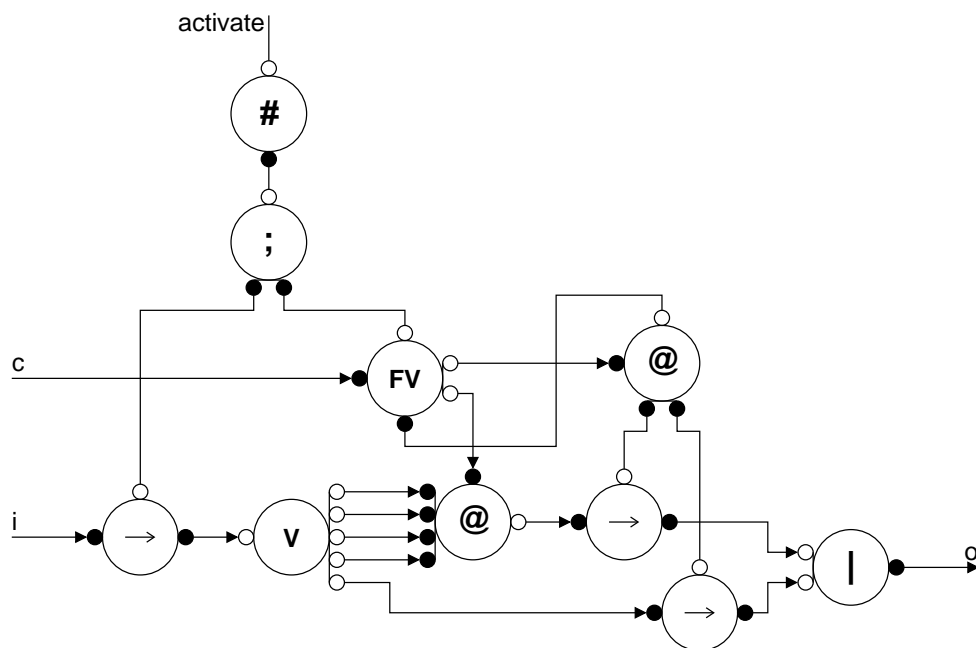 activate
#
;
c
FV
@
i
→
V
@
→
|
o
→